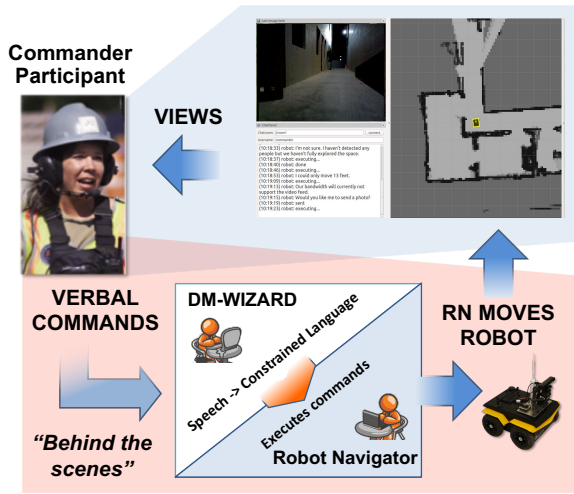 Commander
Participant
VIEWS
(10:18:33) robot: I'm not sure. I haven't detected any
people but we haven't fully explored the space.
(10:18:37) robot: executing...
(10:18:40) robot: done
(10:18:46) robot: executing...
(10:18:53) robot: I could only move 13 feet.
(10:19:09) robot: executing...
(10:19:13) robot: Our bandwidth will currently not
support the video feed.
(10:19:15) robot: Would you like me to send a photo?
(10:19:19) robot: sent
(10:19:23) robot: executing...
VERBAL
COMMANDS
"Behind the
scenes"
DM-WIZARD
Speech -> Constrained Language
Executes commands
Robot Navigator
RN MOVES
ROBOT